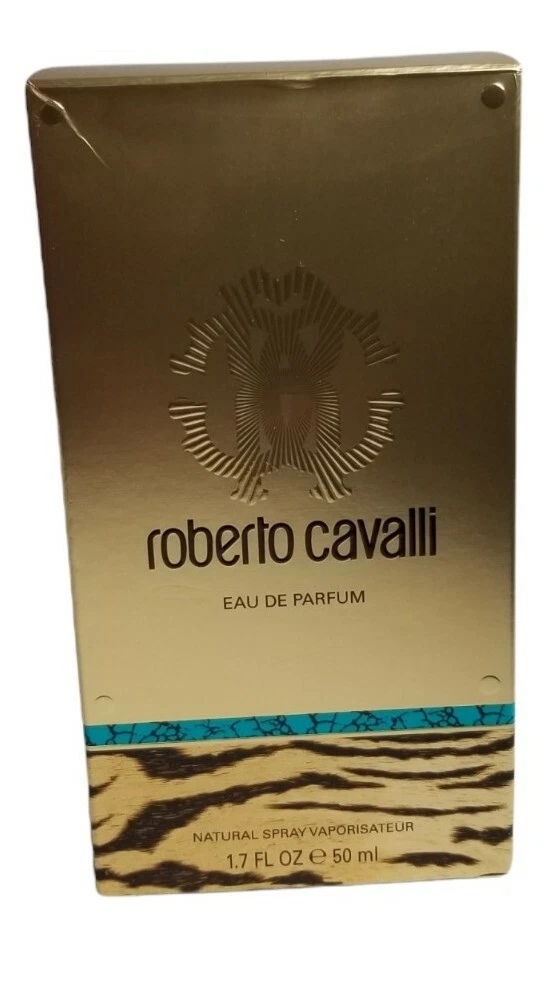 roberto cavalli
EAU DE PARFUM
NATURAL SPRAY VAPORISATEUR
1.7 FL OZ ℮ 50 ml